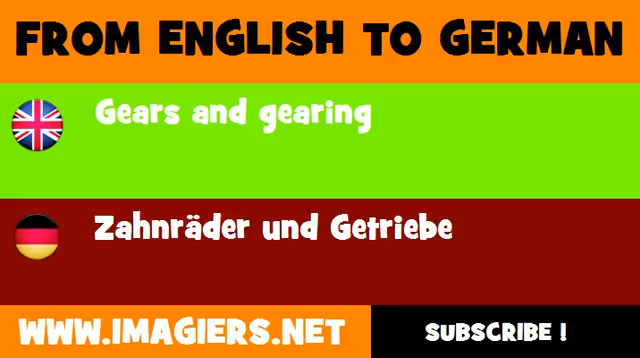 FROM ENGLISH TO GERMAN
Gears and gearing
Zahnräder und Getriebe
WWW.IMAGIERS.NET
SUBSCRIBE !